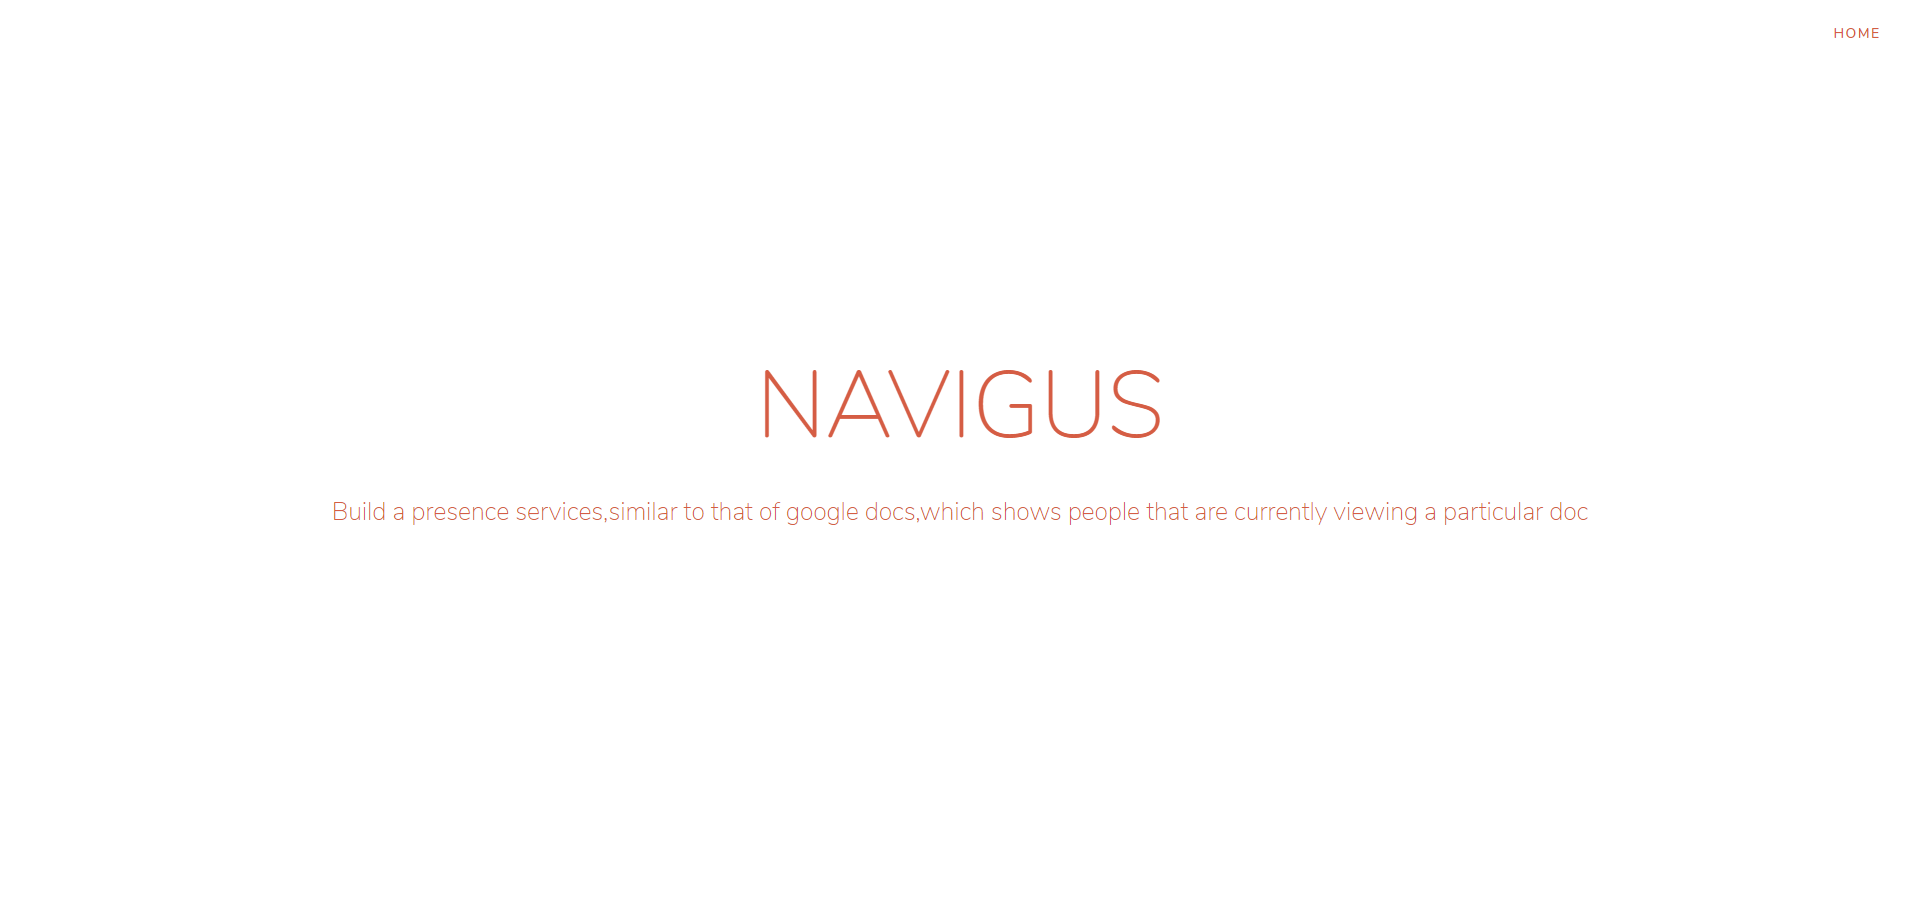 HOME
NAVIGUS
Build a presence services,similar to that of google docs,which shows people that are currently viewing a particular doc